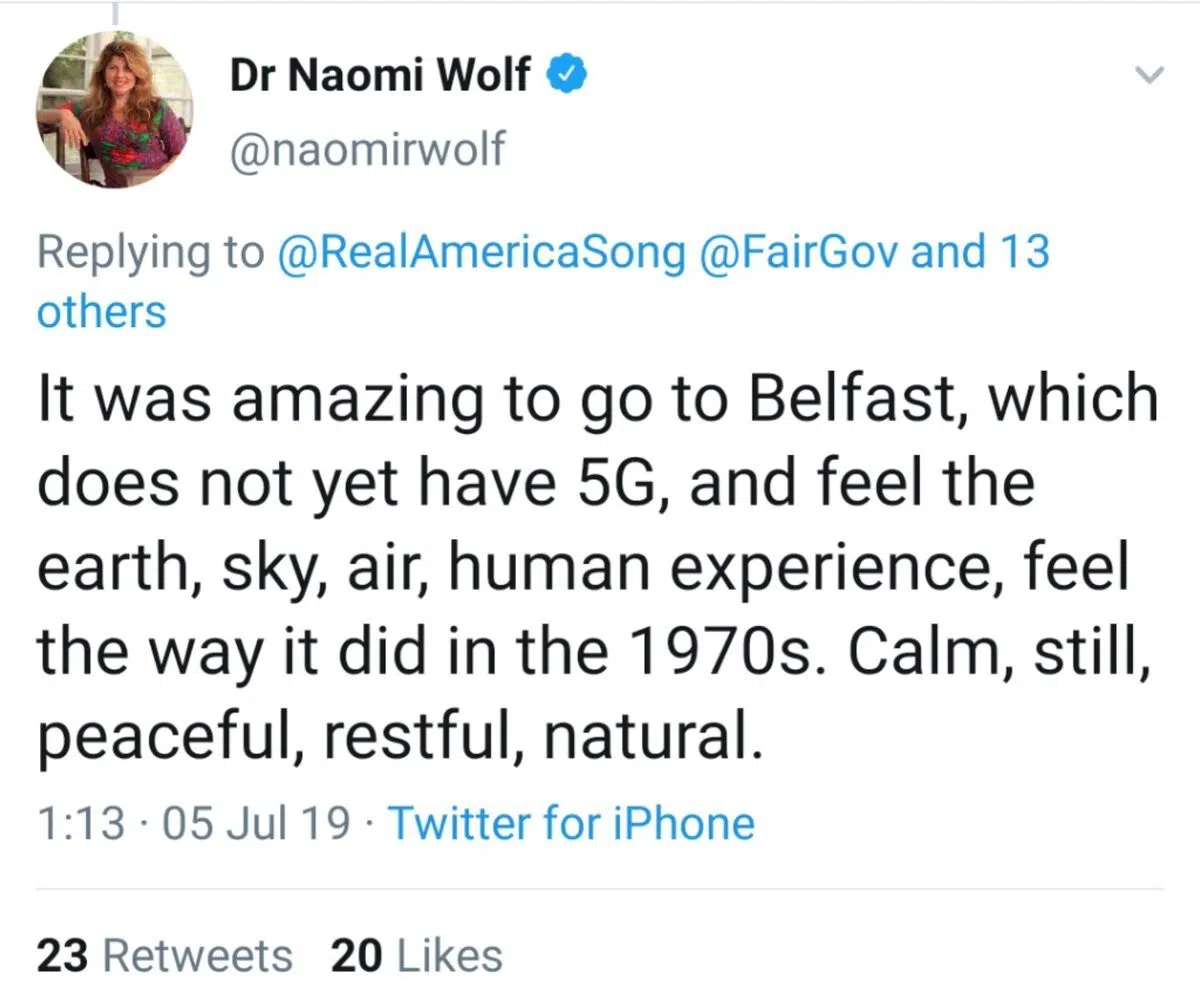 Dr Naomi Wolf
@naomirwolf
Replying to @RealAmericaSong @FairGov and 13
others
It was amazing to go to Belfast, which
does not yet have 5G, and feel the
earth, sky, air, human experience, feel
the way it did in the 1970s. Calm, still,
peaceful, restful, natural.
1:13 · 05 Jul 19 · Twitter for iPhone
23 Retweets 20 Likes